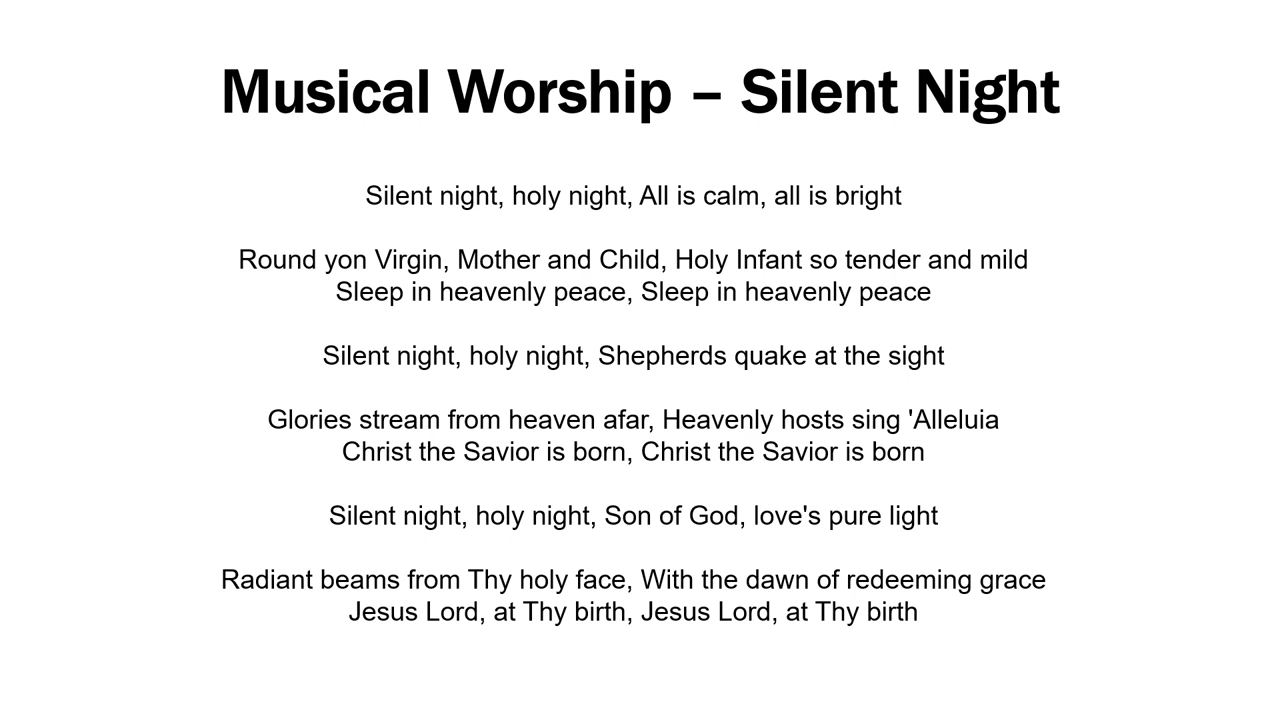 Musical Worship – Silent Night
Silent night, holy night, All is calm, all is bright
Round yon Virgin, Mother and Child, Holy Infant so tender and mild
Sleep in heavenly peace, Sleep in heavenly peace
Silent night, holy night, Shepherds quake at the sight
Glories stream from heaven afar, Heavenly hosts sing 'Alleluia
Christ the Savior is born, Christ the Savior is born
Silent night, holy night, Son of God, love's pure light
Radiant beams from Thy holy face, With the dawn of redeeming grace
Jesus Lord, at Thy birth, Jesus Lord, at Thy birth